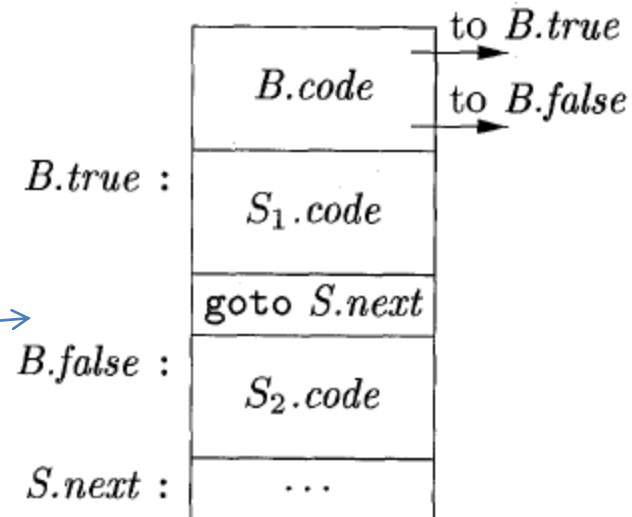 to B.true
B.code
to B.false
B.true :
S₁.code
goto S.next
B.false :
S₂.code
S.next :
...